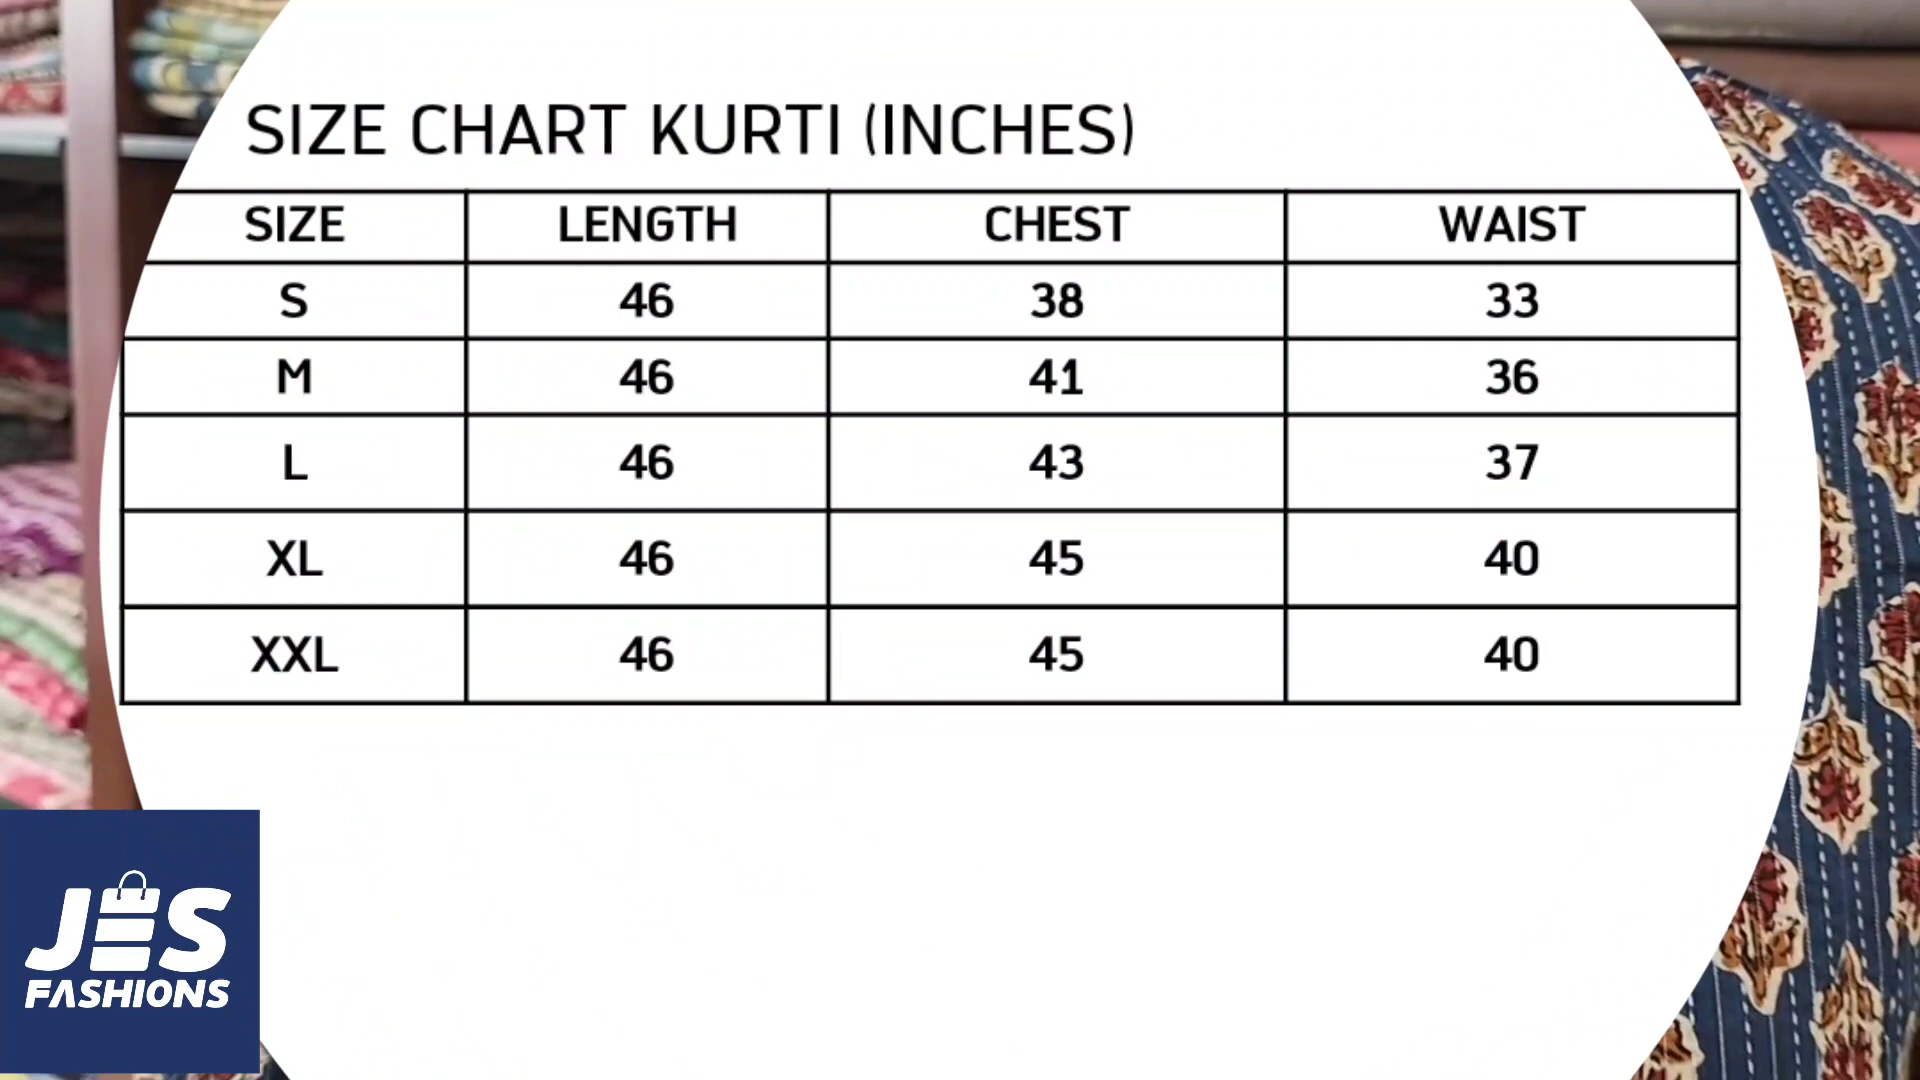 SIZE CHART KURTI (INCHES)
SIZE LENGTH CHEST WAIST
S 46 38 33
M 46 41 36
L 46 43 37
XL 46 45 40
XXL 46 45 40
JES
FASHIONS